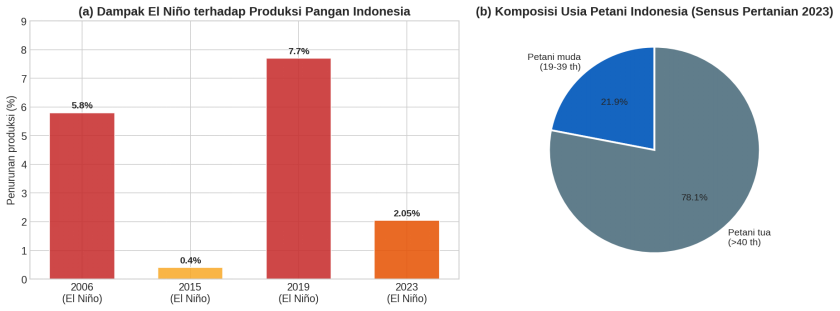 (a) Dampak El Niño terhadap Produksi Pangan Indonesia
Penurunan produksi (%)
9
8
7
6
5
4
3
2
1
0
5.8%
0.4%
7.7%
2.05%
2006
(El Niño)
2015
(El Niño)
2019
(El Niño)
2023
(El Niño)
(b) Komposisi Usia Petani Indonesia (Sensus Pertanian 2023)
Petani muda
(19-39 th)
21.9%
78.1%
Petani tua
(>40 th)